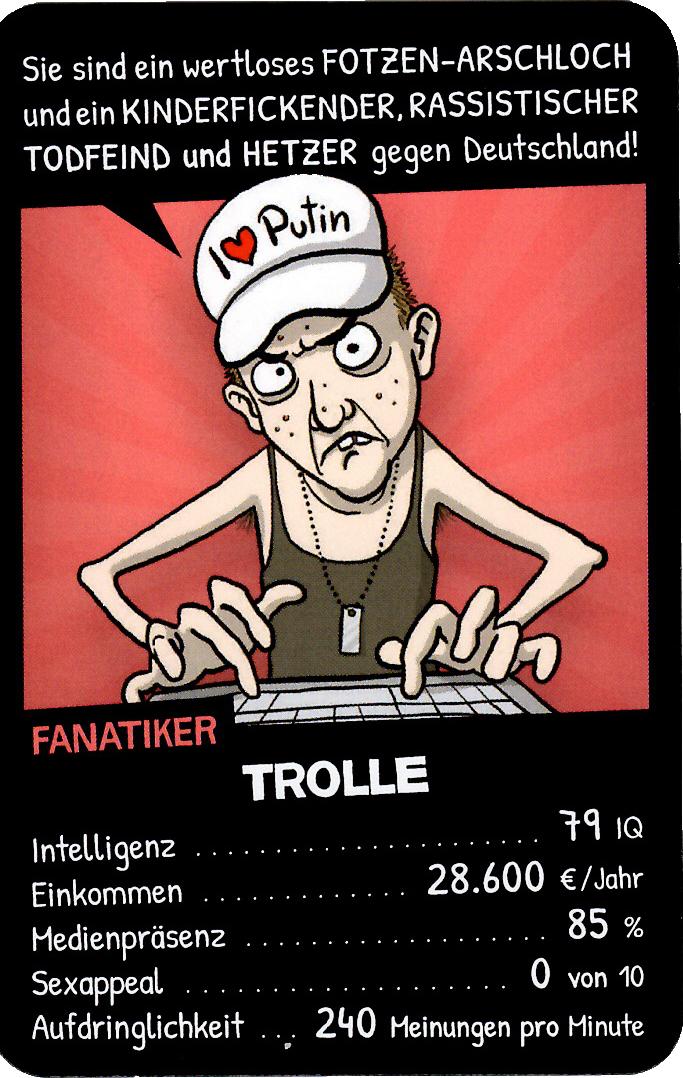 Sie sind ein wertloses FOTZEN-ARSCHLOCH
und ein KINDERFICKENDER, RASSISTISCHER
TODFEIND und HETZER gegen Deutschland!
I ♥ Putin
FANATIKER
TROLLE
Intelligenz ........................ 79 IQ
Einkommen ............. 28.600 €/Jahr
Medienpräsenz ................... 85 %
Sexappeal ..................... 0 von 10
Aufdringlichkeit ... 240 Meinungen pro Minute